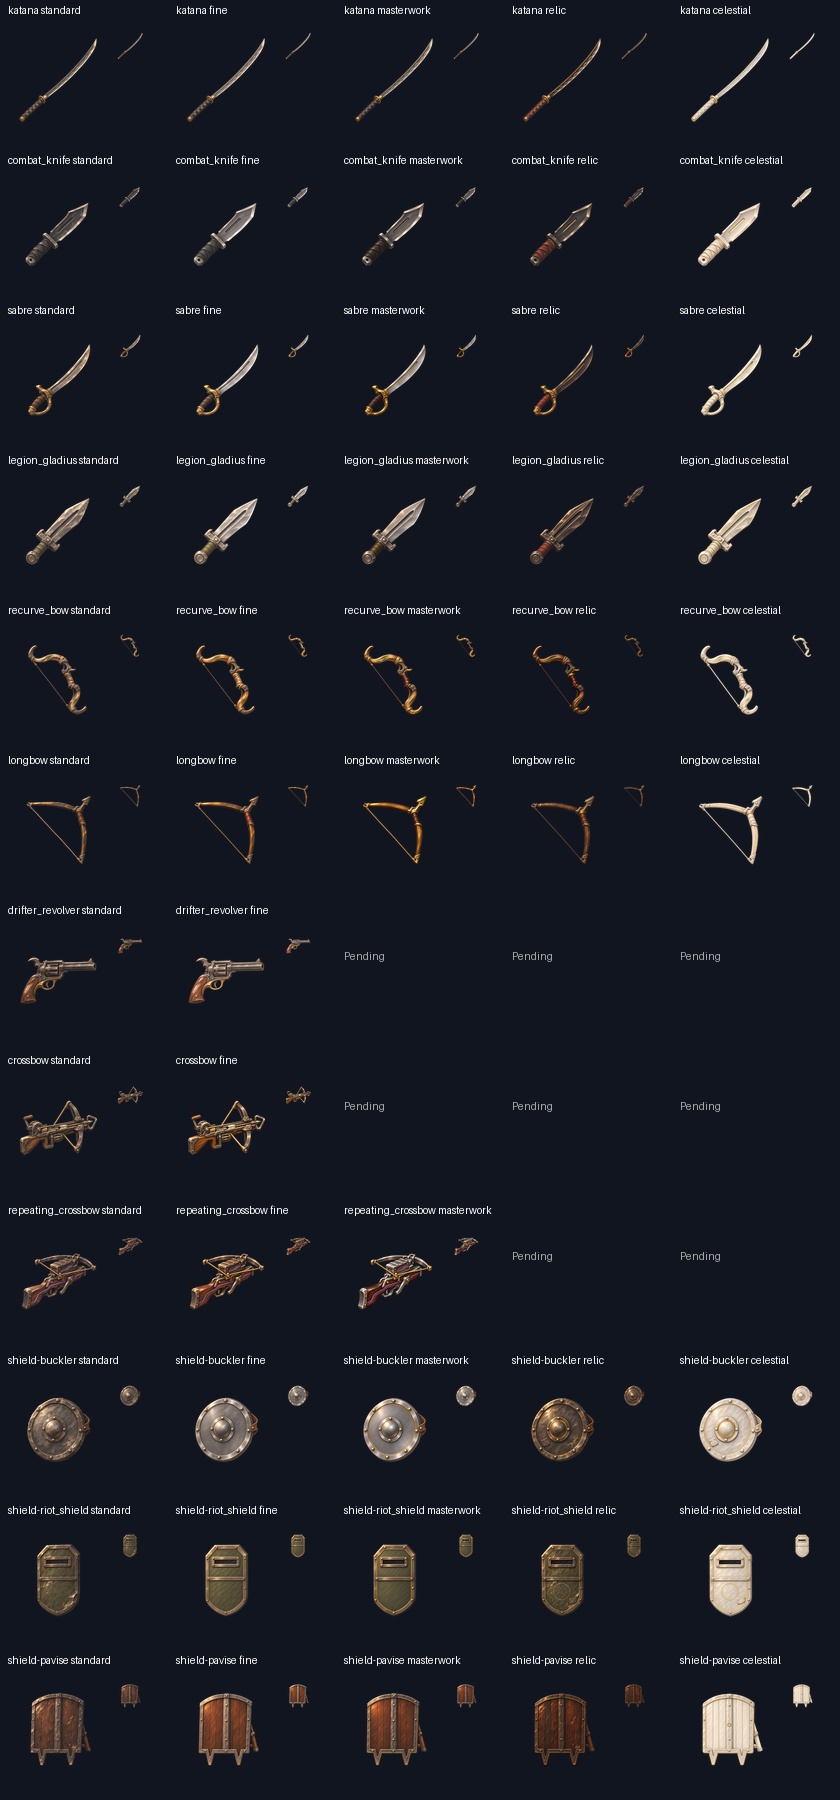 katana standard katana fine katana masterwork katana relic katana celestial
combat_knife standard combat_knife fine combat_knife masterwork combat_knife relic combat_knife celestial
sabre standard sabre fine sabre masterwork sabre relic sabre celestial
legion_gladius standard legion_gladius fine legion_gladius masterwork legion_gladius relic legion_gladius celestial
recurve_bow standard recurve_bow fine recurve_bow masterwork recurve_bow relic recurve_bow celestial
longbow standard longbow fine longbow masterwork longbow relic longbow celestial
drifter_revolver standard drifter_revolver fine
Pending Pending Pending
crossbow standard crossbow fine
Pending Pending Pending
repeating_crossbow standard repeating_crossbow fine repeating_crossbow masterwork
Pending Pending
shield-buckler standard shield-buckler fine shield-buckler masterwork shield-buckler relic shield-buckler celestial
shield-riot_shield standard shield-riot_shield fine shield-riot_shield masterwork shield-riot_shield relic shield-riot_shield celestial
shield-pavise standard shield-pavise fine shield-pavise masterwork shield-pavise relic shield-pavise celestial